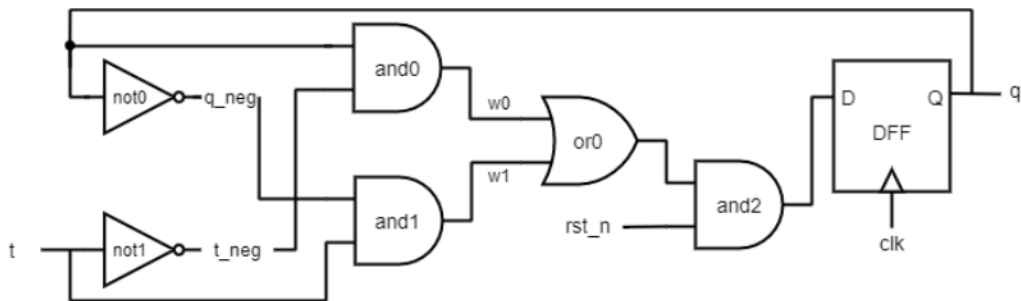 and0
not0
q_neg
w0
or0
D
Q
q
DFF
w1
and1
and2
rst_n
clk
t
not1
t_neg